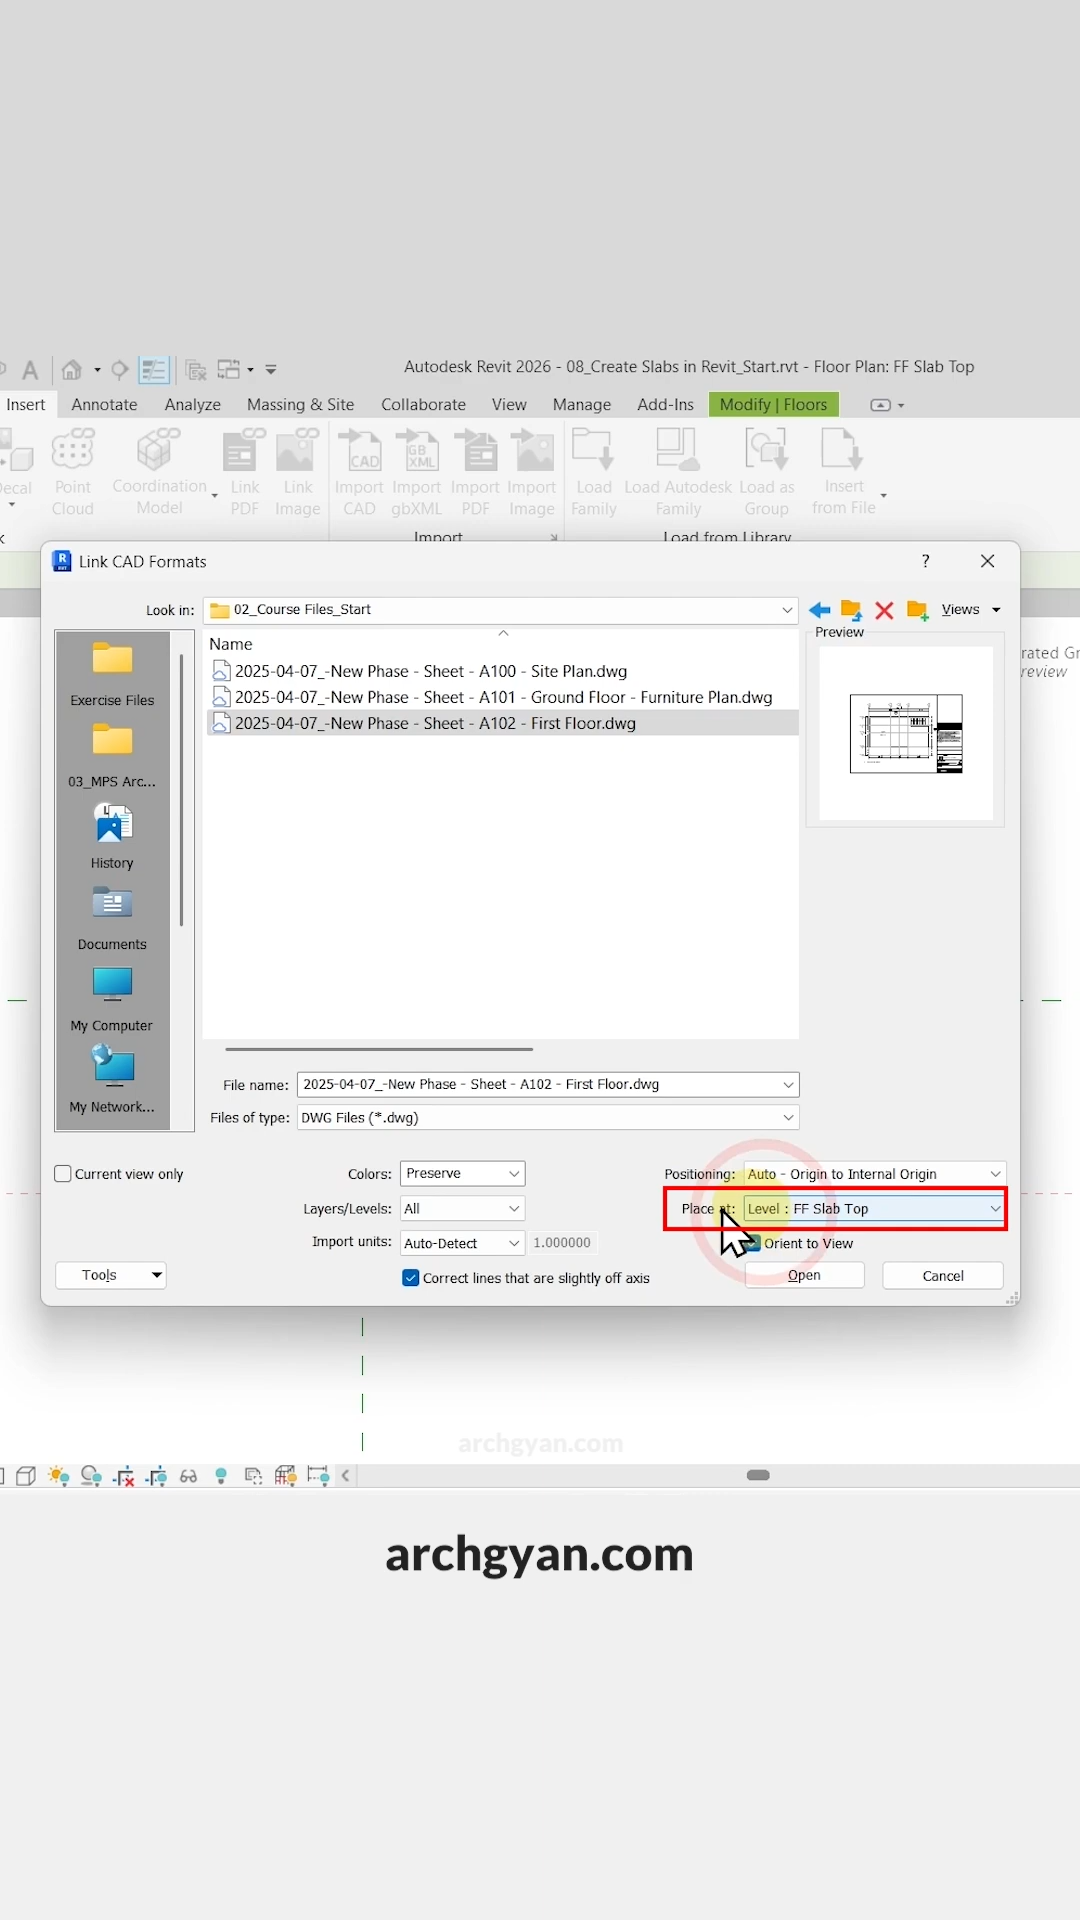 Autodesk Revit 2026 - 08_Create Slabs in Revit_Start.rvt - Floor Plan: FF Slab Top
Insert Annotate Analyze Massing & Site Collaborate View Manage Add-Ins Modify | Floors
Point Cloud
Coordination Model
Link PDF
Link Image
Import CAD
Import gbXML
Import PDF
Import Image
Load Family
Load Autodesk Family
Load as Group
Insert from File
Import
Load from Library
Link CAD Formats
?
Look in: 02_Course Files_Start
Views
Name
Preview
2025-04-07_-New Phase - Sheet - A100 - Site Plan.dwg
2025-04-07_-New Phase - Sheet - A101 - Ground Floor - Furniture Plan.dwg
2025-04-07_-New Phase - Sheet - A102 - First Floor.dwg
Exercise Files
03_MPS Arc...
History
Documents
My Computer
My Network...
File name: 2025-04-07_-New Phase - Sheet - A102 - First Floor.dwg
Files of type: DWG Files (*.dwg)
Current view only
Colors: Preserve
Positioning: Auto - Origin to Internal Origin
Layers/Levels: All
Place at: Level : FF Slab Top
Import units: Auto-Detect 1.000000
Orient to View
Correct lines that are slightly off axis
Tools
Open
Cancel
archgyan.com
archgyan.com